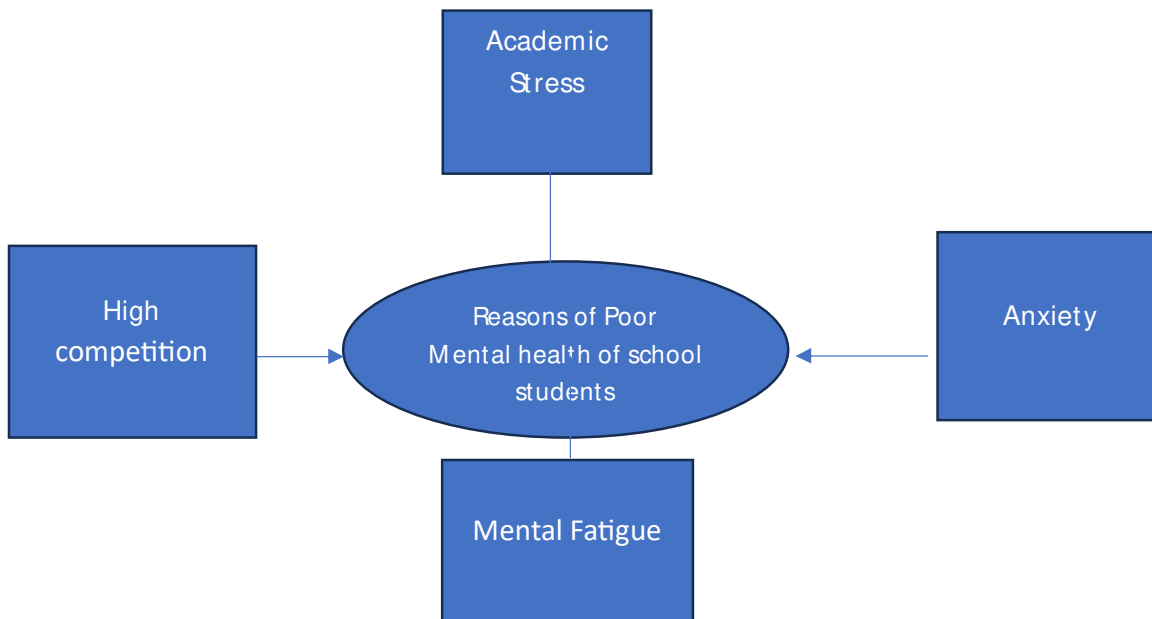 Academic
Stress
High
competition
Reasons of Poor
Mental health of school
students
Anxiety
Mental Fatigue